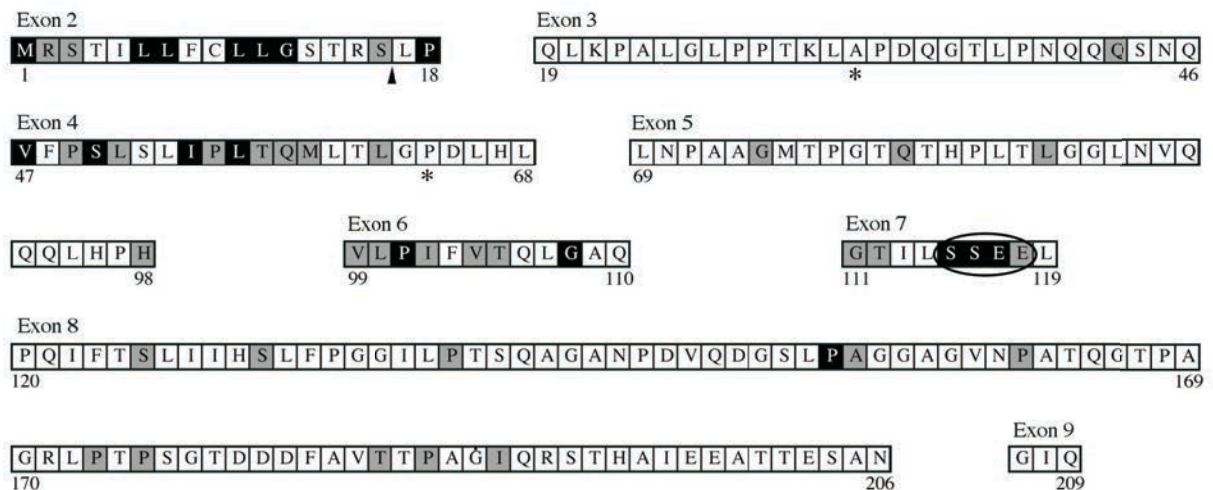 Exon 2 Exon 3
M R S T I L L F C L L G S T R S L P Q L K P A L G L P P T K L A P D Q G T L P N Q Q Q S N Q
1 18 19 * 46
Exon 4 Exon 5
V F P S L S L I P L T Q M L T L G P D L H L L N P A A G M T P G T Q T H P L T L G G L N V Q
47 * 68 69
Exon 6 Exon 7
Q Q L H P H V L P I F V T Q L G A Q G T I L S S E E L
98 99 110 111 119
Exon 8
P Q I F T S L I I H S L F P G G I L P T S Q A G A N P D V Q D G S L P A G G A G V N P A T Q G T P A
120 169
Exon 9
G R L P T P S G T D D D F A V T T P A G I Q R S T H A I E E A T T E S A N G I Q
170 206 209